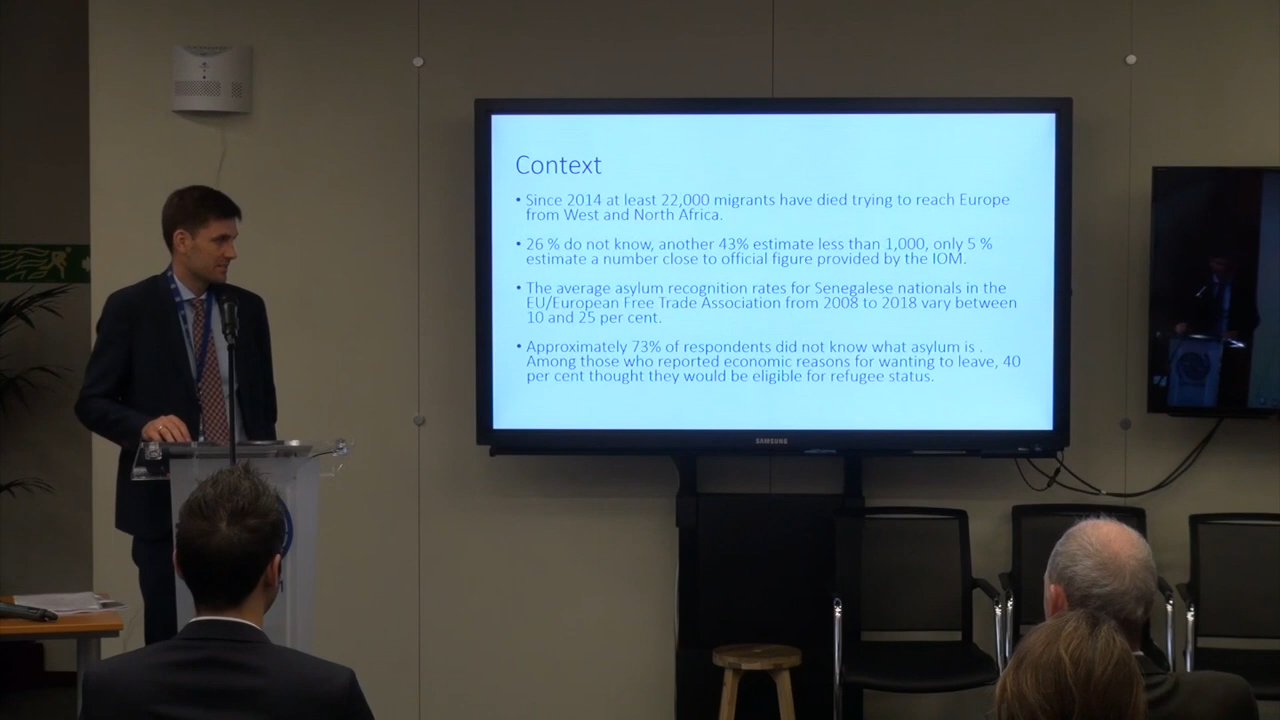 Context
• Since 2014 at least 22,000 migrants have died trying to reach Europe
from West and North Africa.
• 26 % do not know, another 43% estimate less than 1,000, only 5 %
estimate a number close to official figure provided by the IOM.
• The average asylum recognition rates for Senegalese nationals in the
EU/European Free Trade Association from 2008 to 2018 vary between
10 and 25 per cent.
• Approximately 73% of respondents did not know what asylum is .
Among those who reported economic reasons for wanting to leave, 40
per cent thought they would be eligible for refugee status.
SAMSUNG